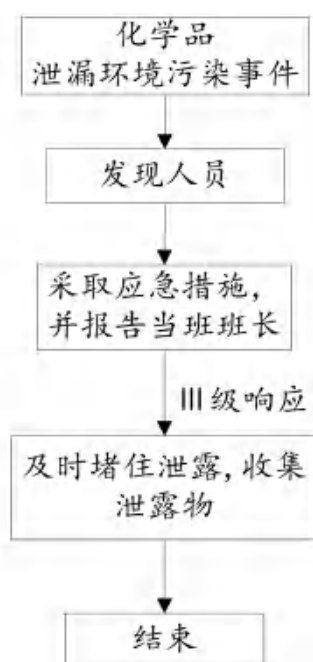 化学品
泄漏环境污染事件
发现人员
采取应急措施，
并报告当班班长
III级响应
及时堵住泄露，收集
泄露物
结束